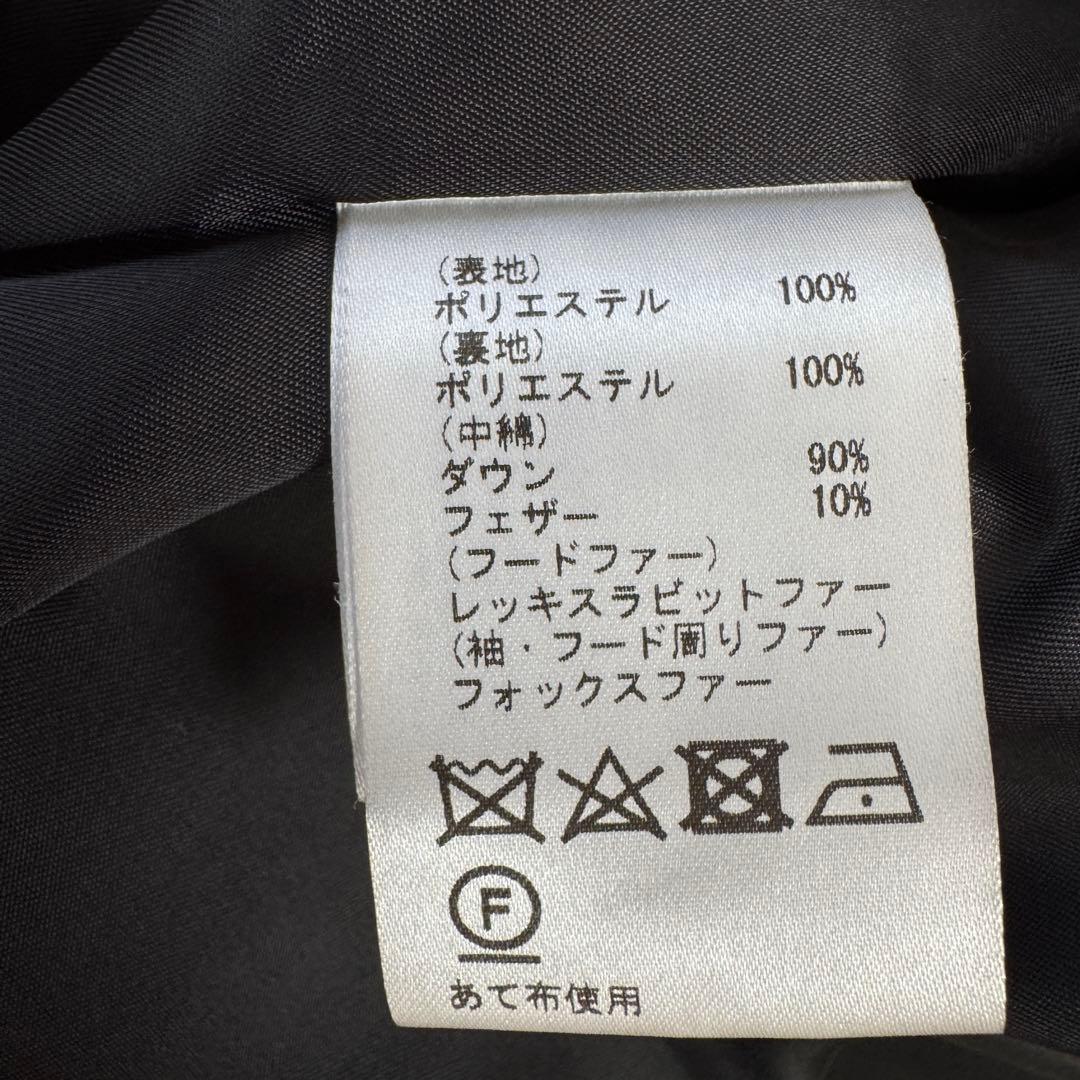 (表地)
ポリエステル 100%
(裏地)
ポリエステル 100%
(中綿)
ダウン 90%
フェザー 10%
(フードファー)
レッキスラビットファー
(袖・フード周りファー)
フォックスファー
F
あて布使用